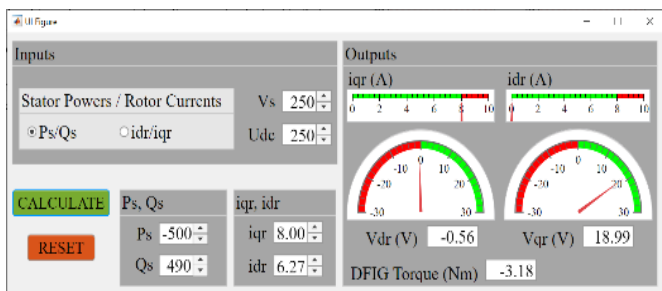 UI Figure
Inputs
Stator Powers / Rotor Currents
Ps/Qs
idr/iqr
Vs 250
Udc 250
CALCULATE
RESET
Ps, Qs
Ps -500
Qs 490
iqr, idr
iqr 8.00
idr 6.27
Outputs
iqr (A)
0 2 4 6 8 10
idr (A)
0 2 4 6 8 10
-30 -20 -10 0 10 20 30
-30 -20 -10 0 10 20 30
Vdr (V) -0.56
Vqr (V) 18.99
DFIG Torque (Nm) -3.18